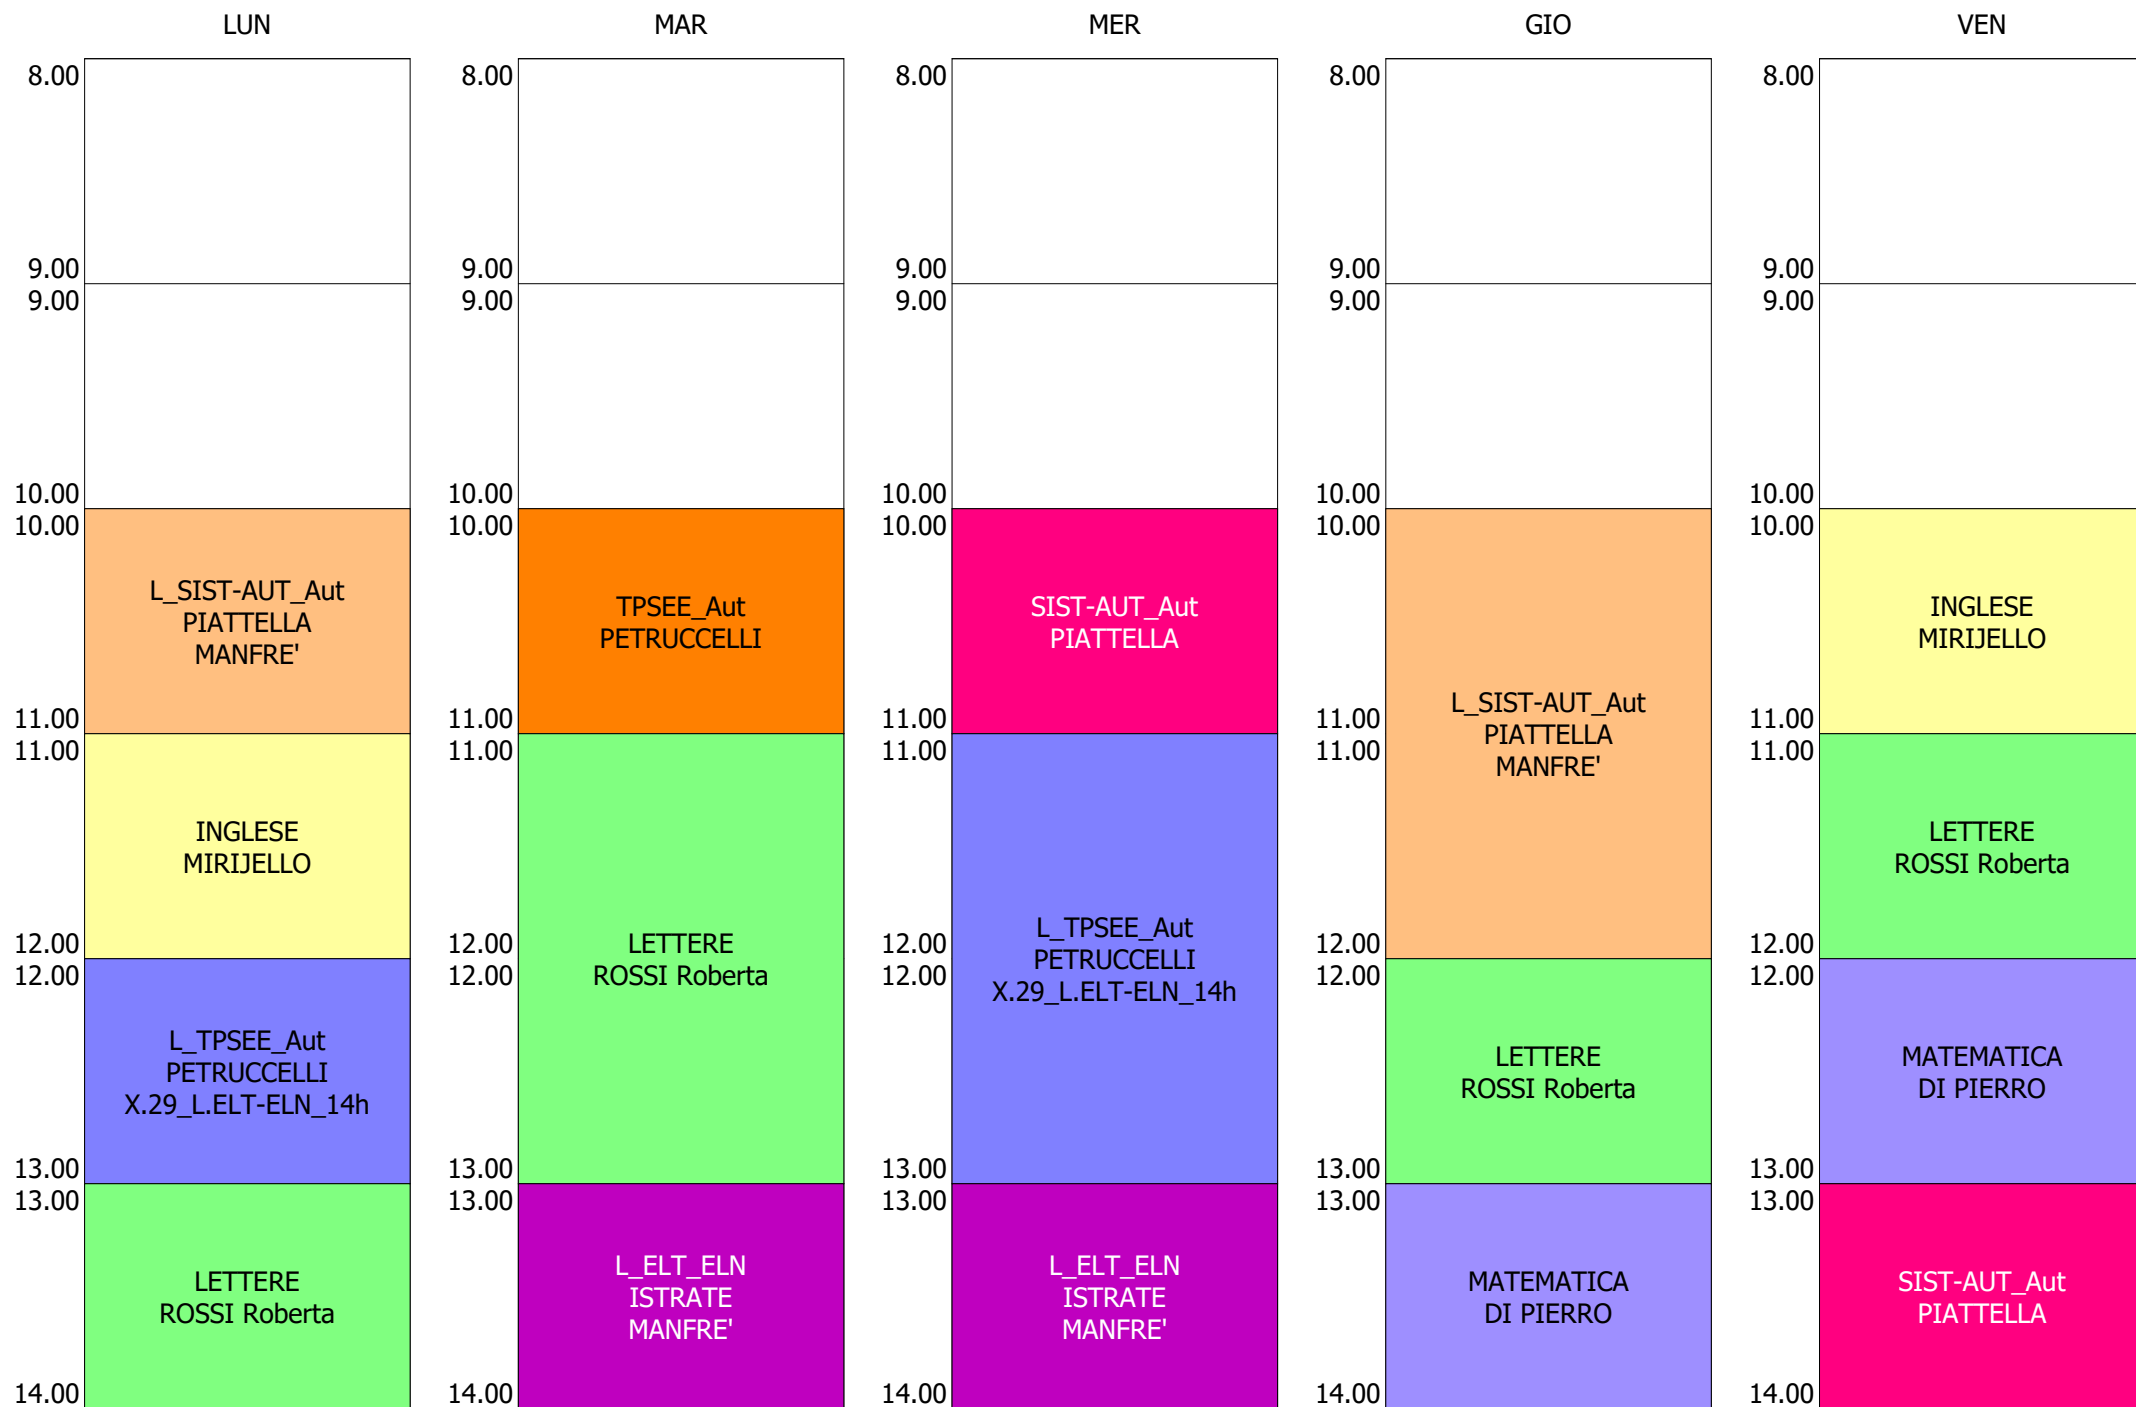 LUN
MAR
MER
GIO
VEN
8.00
9.00
9.00
10.00
10.00
L_SIST-AUT_Aut
PIATTELLA
MANFRE'
11.00
11.00
INGLESE
MIRIJELLO
12.00
12.00
L_TPSEE_Aut
PETRUCCELLI
X.29_L.ELT-ELN_14h
13.00
13.00
LETTERE
ROSSI Roberta
14.00
8.00
9.00
9.00
10.00
10.00
TPSEE_Aut
PETRUCCELLI
11.00
11.00
LETTERE
ROSSI Roberta
12.00
12.00
13.00
13.00
L_ELT_ELN
ISTRATE
MANFRE'
14.00
8.00
9.00
9.00
10.00
10.00
SIST-AUT_Aut
PIATTELLA
11.00
11.00
L_TPSEE_Aut
PETRUCCELLI
X.29_L.ELT-ELN_14h
12.00
12.00
13.00
13.00
L_ELT_ELN
ISTRATE
MANFRE'
14.00
8.00
9.00
9.00
10.00
10.00
L_SIST-AUT_Aut
PIATTELLA
MANFRE'
11.00
11.00
12.00
12.00
LETTERE
ROSSI Roberta
13.00
13.00
MATEMATICA
DI PIERRO
14.00
8.00
9.00
9.00
10.00
10.00
INGLESE
MIRIJELLO
11.00
11.00
LETTERE
ROSSI Roberta
12.00
12.00
MATEMATICA
DI PIERRO
13.00
13.00
SIST-AUT_Aut
PIATTELLA
14.00